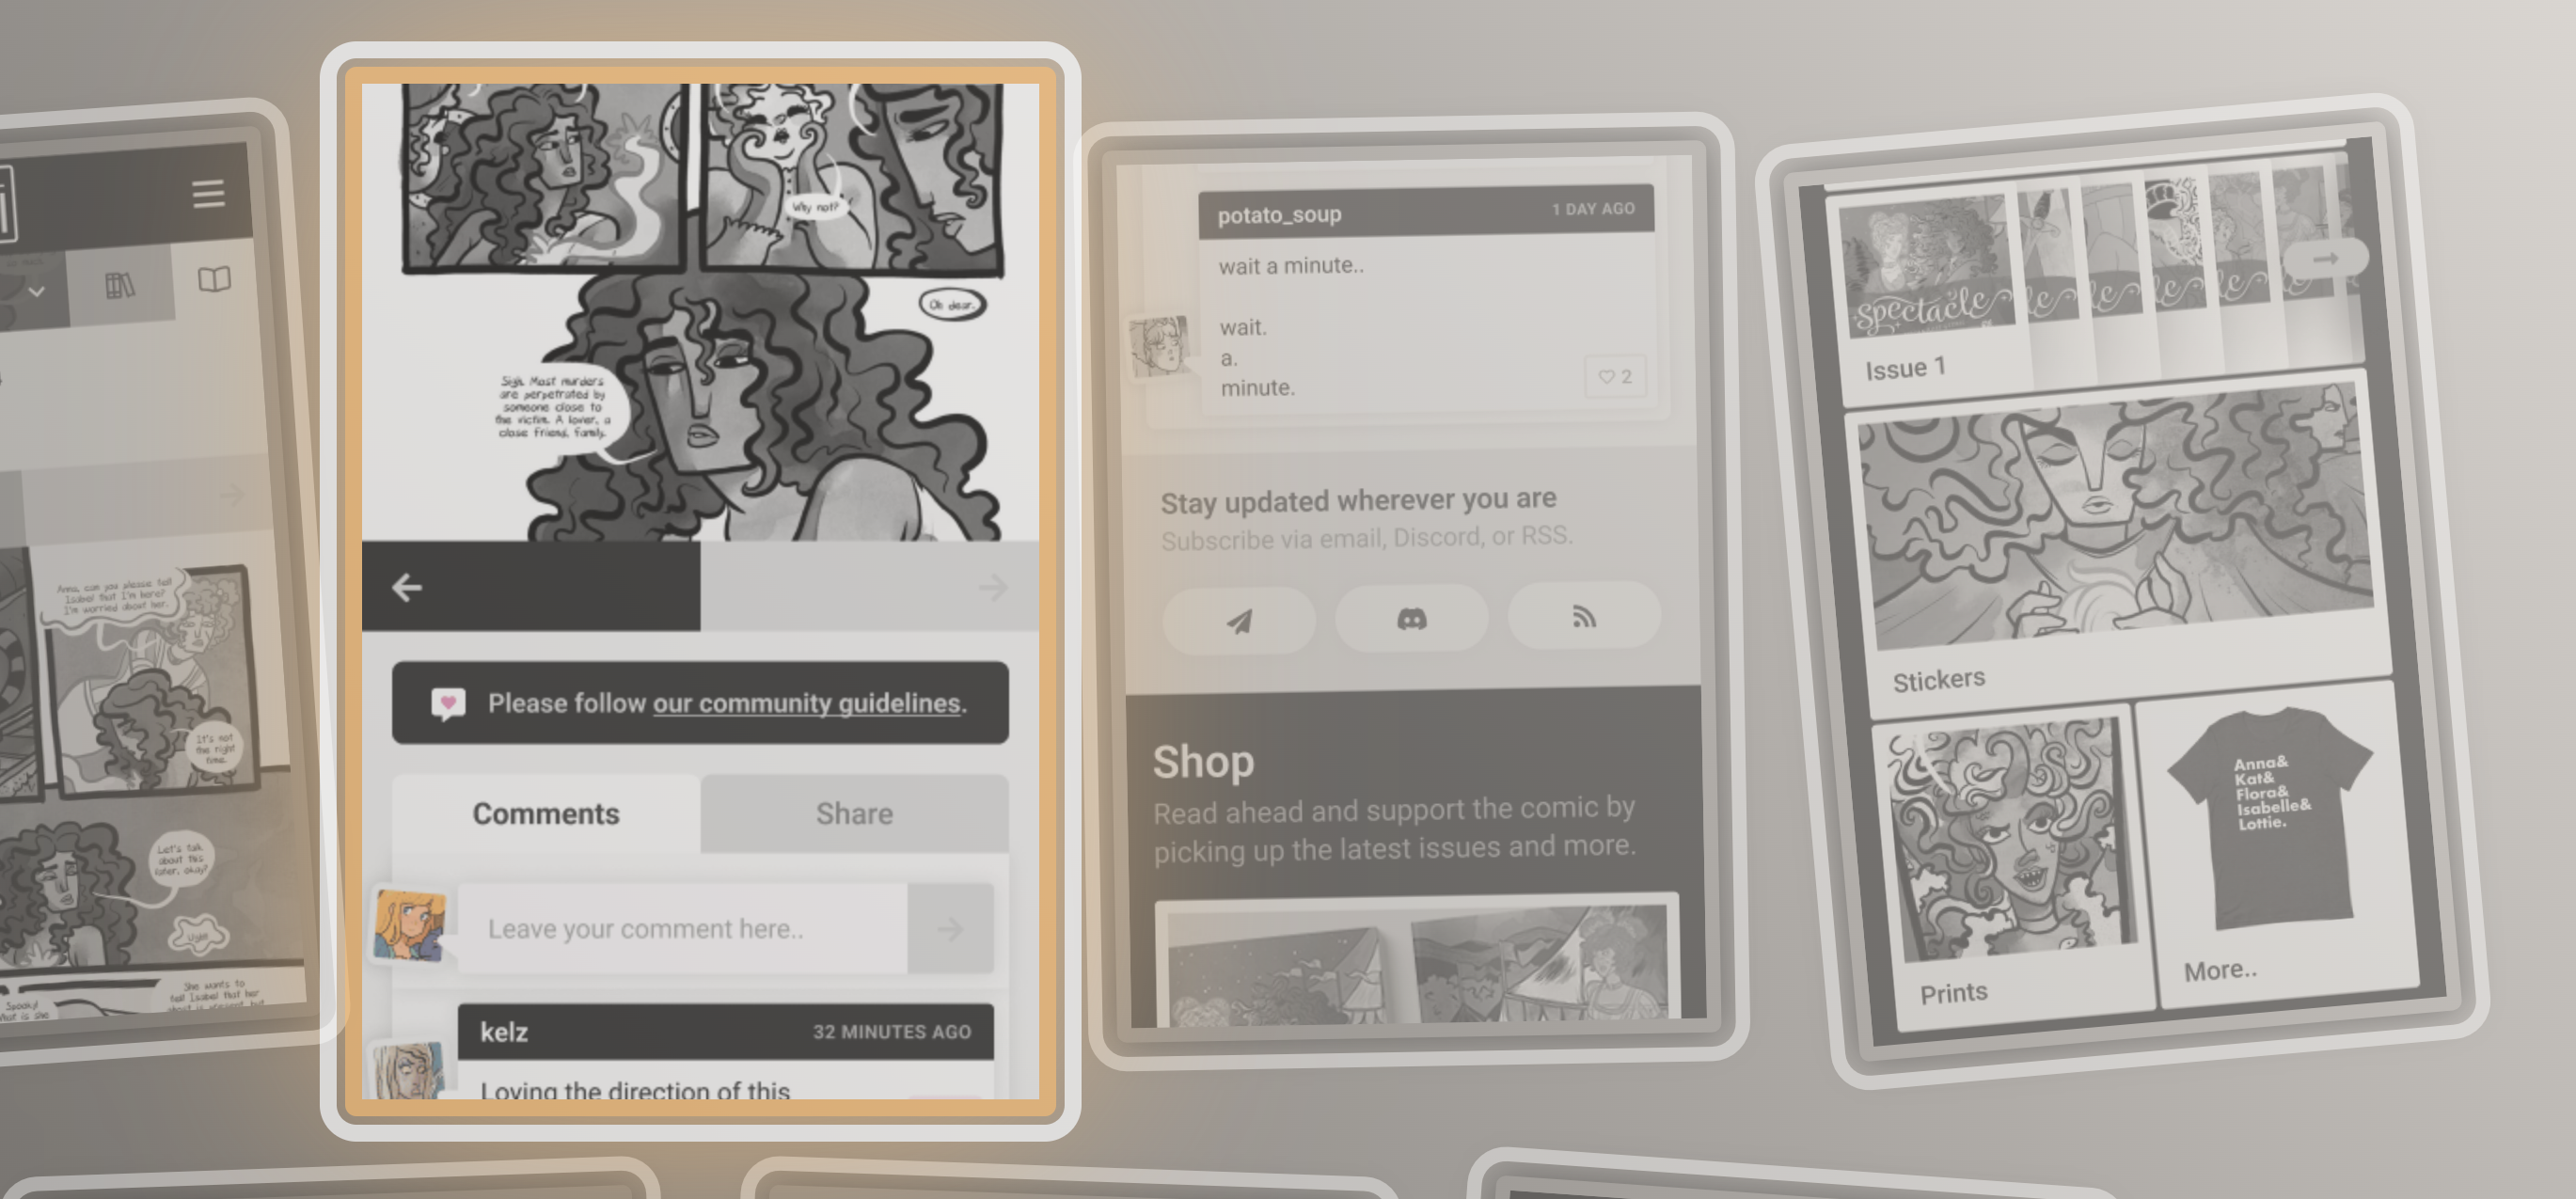 Anna, can you please tell
Isabel that I'm here?
I'm worried about her.
It's not
the right
time.
Let's talk
about this
later, okay?
Ugh!
Spooky!
What is she
She wants to
tell Isabel that her
Why not?
Oh dear.
Sigh. Most murders
are perpetrated by
someone close to
the victim. A lover, a
close friend, family.
Please follow our community guidelines.
Comments
Share
Leave your comment here..
kelz
32 MINUTES AGO
Loving the direction of this
potato_soup
1 DAY AGO
wait a minute..
wait.
a.
minute.
2
Stay updated wherever you are
Subscribe via email, Discord, or RSS.
Shop
Read ahead and support the comic by
picking up the latest issues and more.
Spectacle
Issue 1
Stickers
Prints
Anna&
Kat&
Flora&
Isabelle&
Lottie.
More..